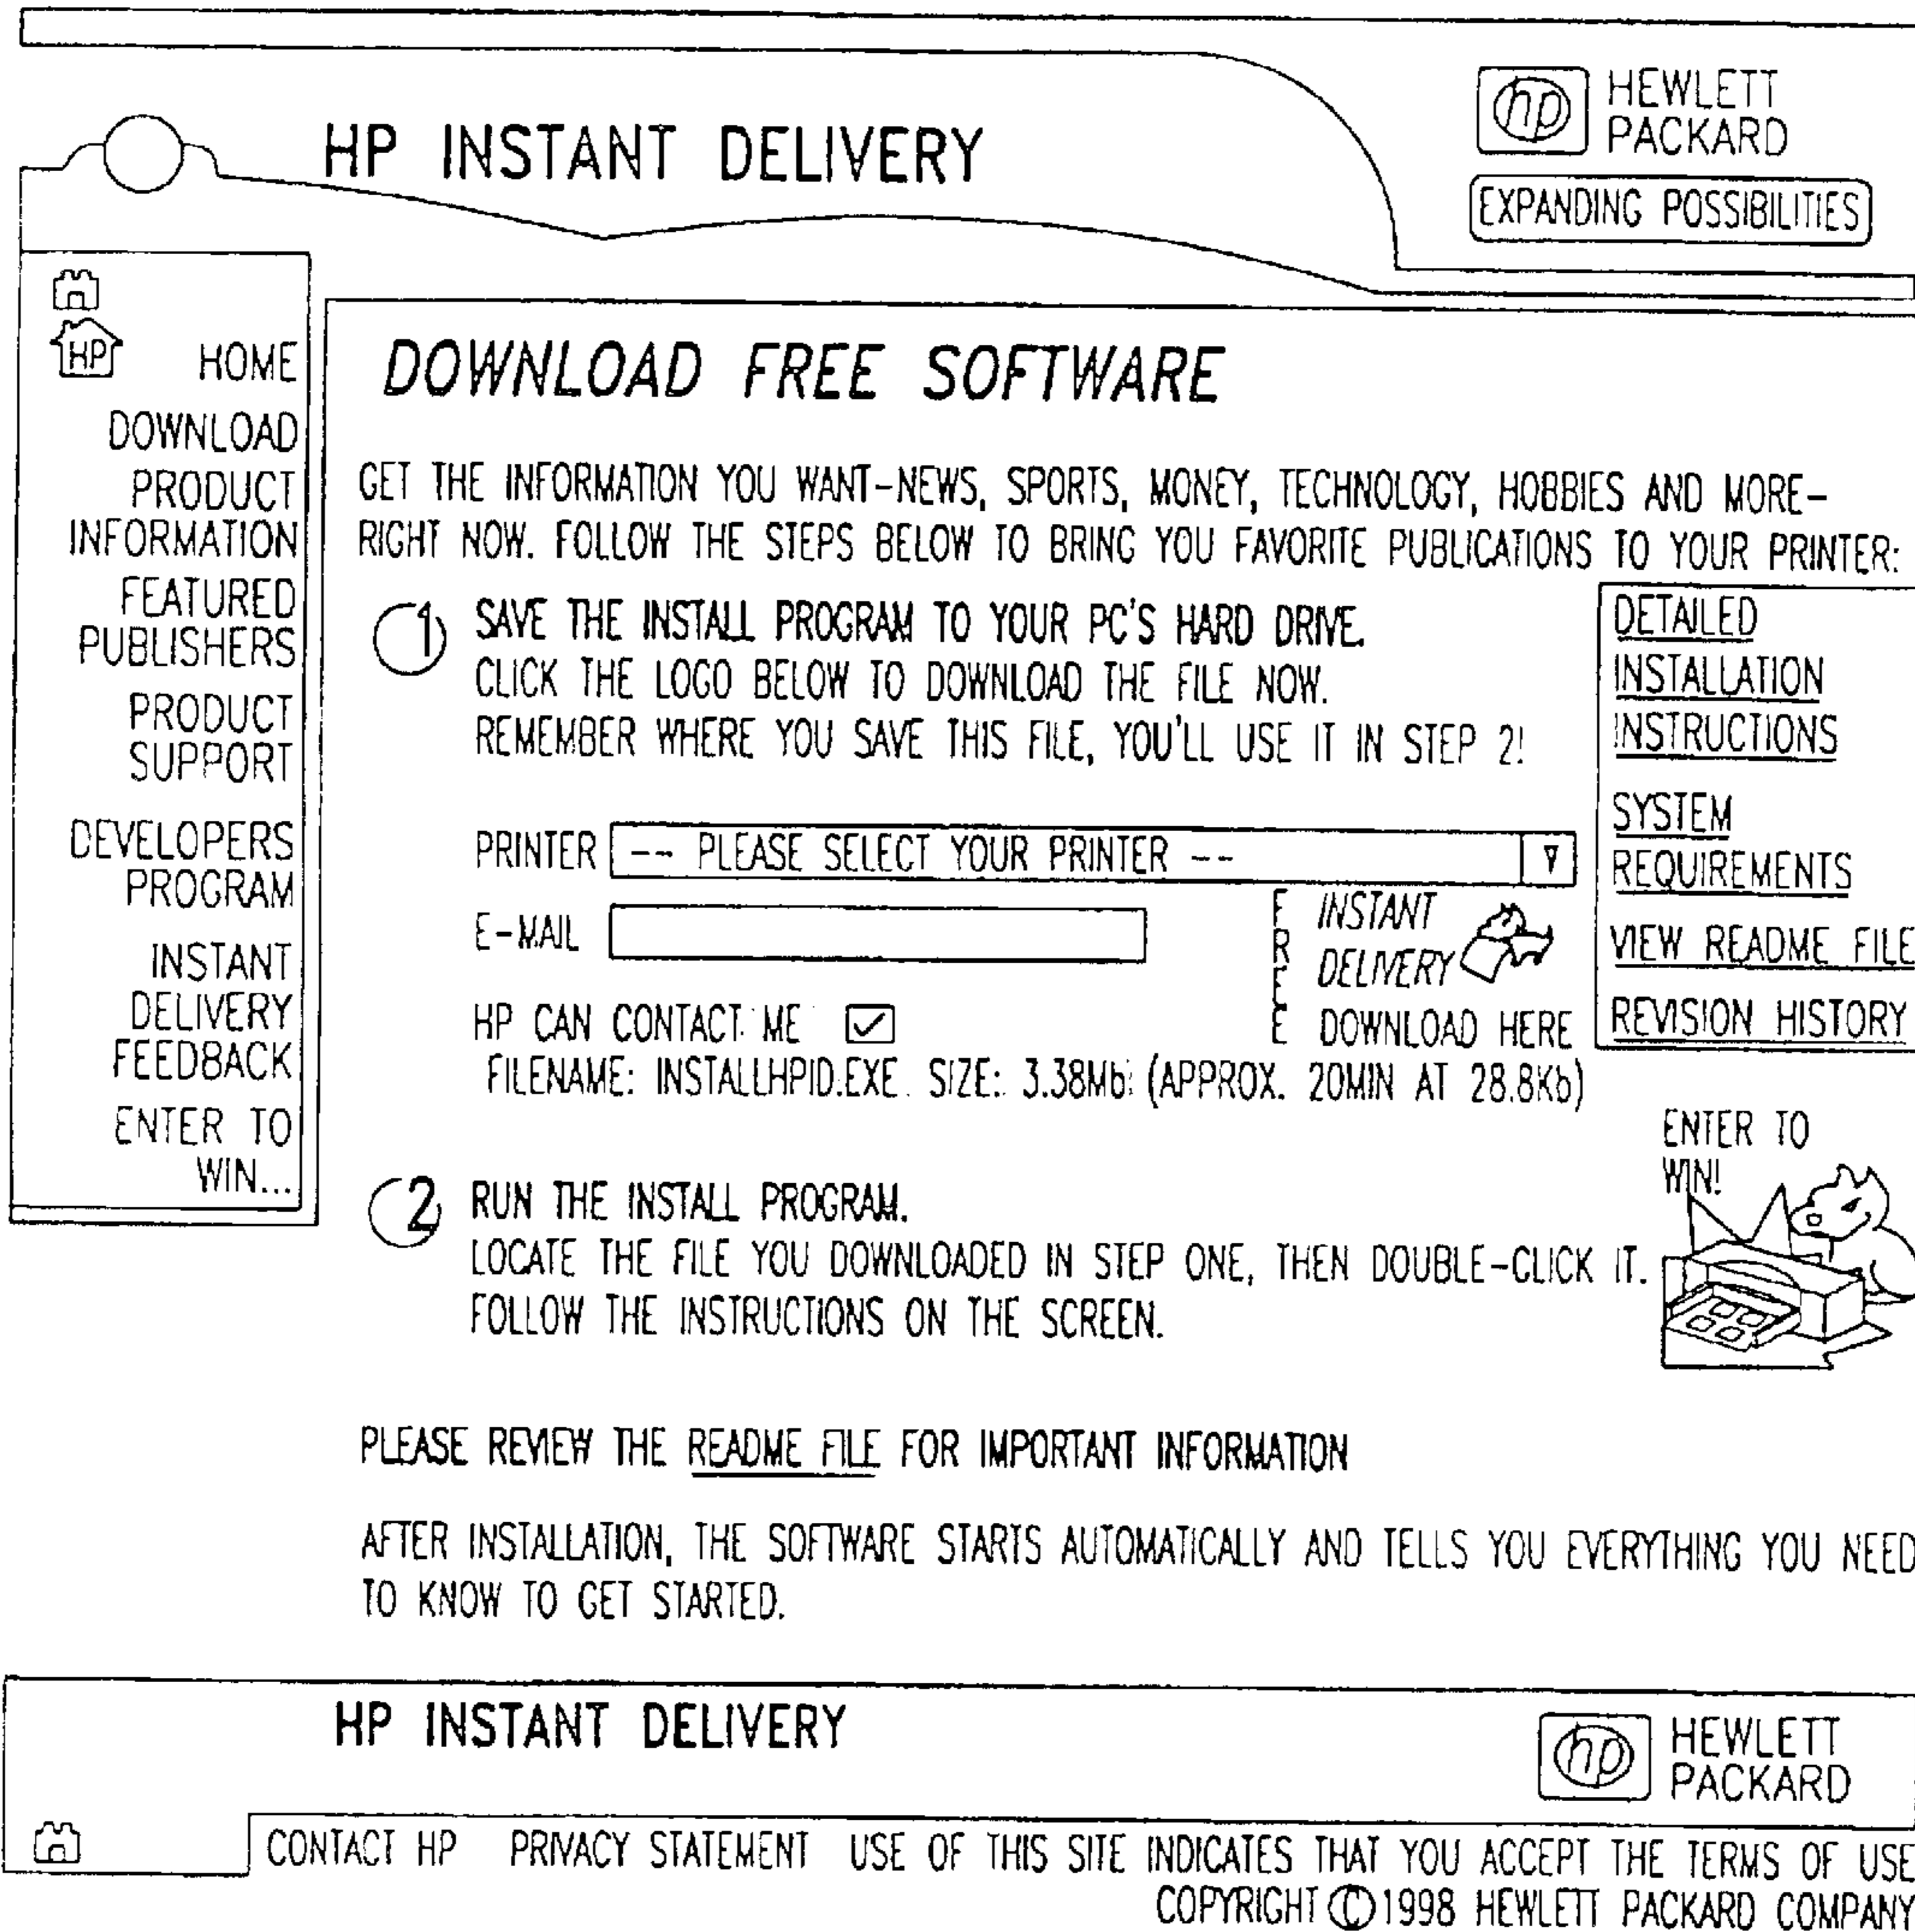 HP INSTANT DELIVERY
hp HEWLETT
PACKARD
EXPANDING POSSIBILITIES
HP HOME
DOWNLOAD
PRODUCT
INFORMATION
FEATURED
PUBLISHERS
PRODUCT
SUPPORT
DEVELOPERS
PROGRAM
INSTANT
DELIVERY
FEEDBACK
ENTER TO
WIN...
DOWNLOAD FREE SOFTWARE
GET THE INFORMATION YOU WANT-NEWS, SPORTS, MONEY, TECHNOLOGY, HOBBIES AND MORE-
RIGHT NOW. FOLLOW THE STEPS BELOW TO BRING YOU FAVORITE PUBLICATIONS TO YOUR PRINTER:
1 SAVE THE INSTALL PROGRAM TO YOUR PC'S HARD DRIVE.
CLICK THE LOGO BELOW TO DOWNLOAD THE FILE NOW.
REMEMBER WHERE YOU SAVE THIS FILE, YOU'LL USE IT IN STEP 2!
PRINTER -- PLEASE SELECT YOUR PRINTER --
E-MAIL
FREE
INSTANT
DELIVERY
DOWNLOAD HERE
HP CAN CONTACT ME
FILENAME: INSTALLHPID.EXE SIZE: 3.38Mb (APPROX. 20MIN AT 28.8Kb)
DETAILED
INSTALLATION
INSTRUCTIONS
SYSTEM
REQUIREMENTS
VIEW README FILE
REVISION HISTORY
ENTER TO
WIN!
2 RUN THE INSTALL PROGRAM.
LOCATE THE FILE YOU DOWNLOADED IN STEP ONE, THEN DOUBLE-CLICK IT.
FOLLOW THE INSTRUCTIONS ON THE SCREEN.
PLEASE REVIEW THE README FILE FOR IMPORTANT INFORMATION
AFTER INSTALLATION, THE SOFTWARE STARTS AUTOMATICALLY AND TELLS YOU EVERYTHING YOU NEED
TO KNOW TO GET STARTED.
HP INSTANT DELIVERY
hp HEWLETT
PACKARD
CONTACT HP PRIVACY STATEMENT USE OF THIS SITE INDICATES THAT YOU ACCEPT THE TERMS OF USE
COPYRIGHT © 1998 HEWLETT PACKARD COMPANY